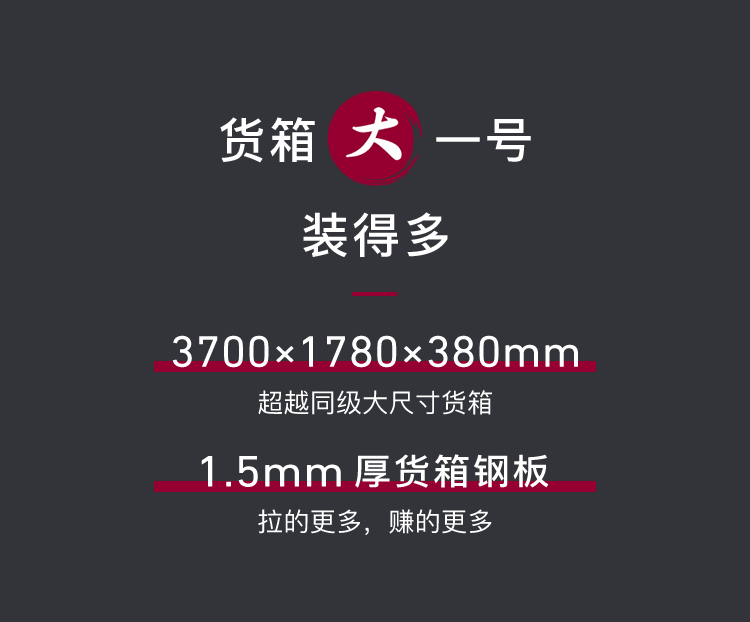 货箱大一号
装得多
3700×1780×380mm
超越同级大尺寸货箱
1.5mm 厚货箱钢板
拉的更多，赚的更多